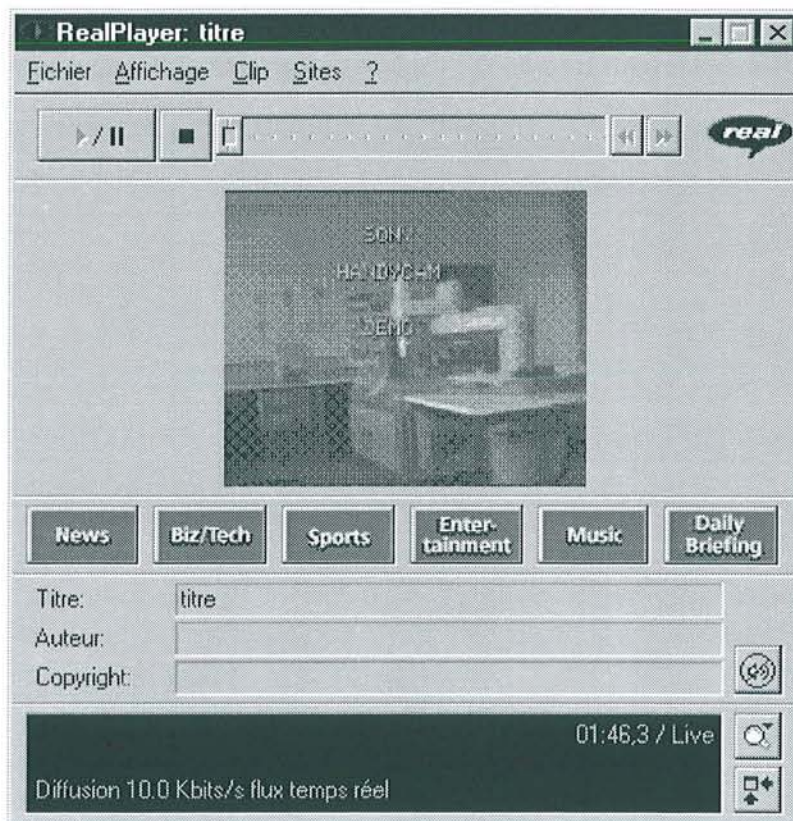 RealPlayer: titre
Fichier Affichage Clip Sites ?
real
SONY
HANDYCAM
DEMO
News Biz/Tech Sports Enter-tainment Music Daily Briefing
Titre: titre
Auteur:
Copyright:
01:46,3 / Live
Diffusion 10.0 Kbits/s flux temps réel